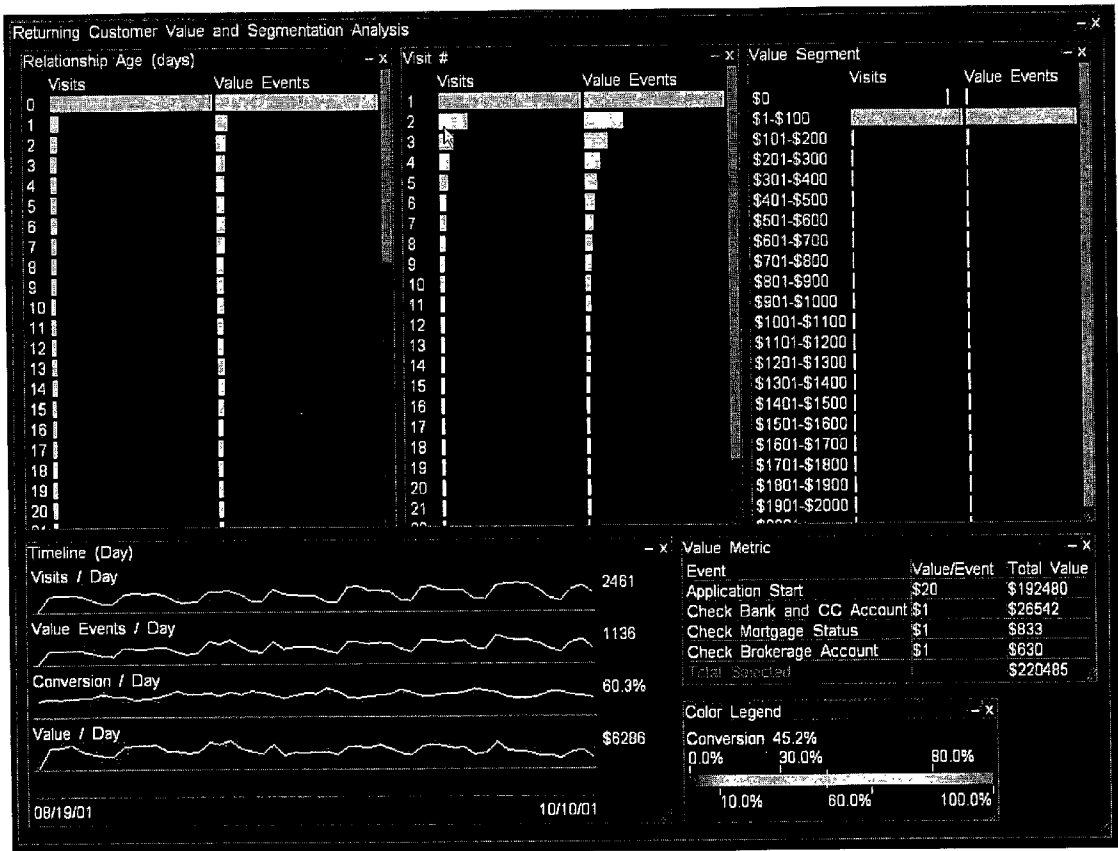 Returning Customer Value and Segmentation Analysis – x
Relationship Age (days) – x
Visits Value Events
0
1
2
3
4
5
6
7
8
9
10
11
12
13
14
15
16
17
18
19
20
Visit # – x
Visits Value Events
1
2
3
4
5
6
7
8
9
10
11
12
13
14
15
16
17
18
19
20
21
Value Segment – x
Visits Value Events
$0
$1-$100
$101-$200
$201-$300
$301-$400
$401-$500
$501-$600
$601-$700
$701-$800
$801-$900
$901-$1000
$1001-$1100
$1101-$1200
$1201-$1300
$1301-$1400
$1401-$1500
$1501-$1600
$1601-$1700
$1701-$1800
$1801-$1900
$1901-$2000
Timeline (Day) – x
Visits / Day 2461
Value Events / Day 1136
Conversion / Day 60.3%
Value / Day $6286
08/19/01 10/10/01
Value Metric – x
Event Value/Event Total Value
Application Start $20 $192480
Check Bank and CC Account $1 $26542
Check Mortgage Status $1 $833
Check Brokerage Account $1 $630
Total Selected $220485
Color Legend – x
Conversion 45.2%
0.0% 30.0% 80.0%
10.0% 60.0% 100.0%